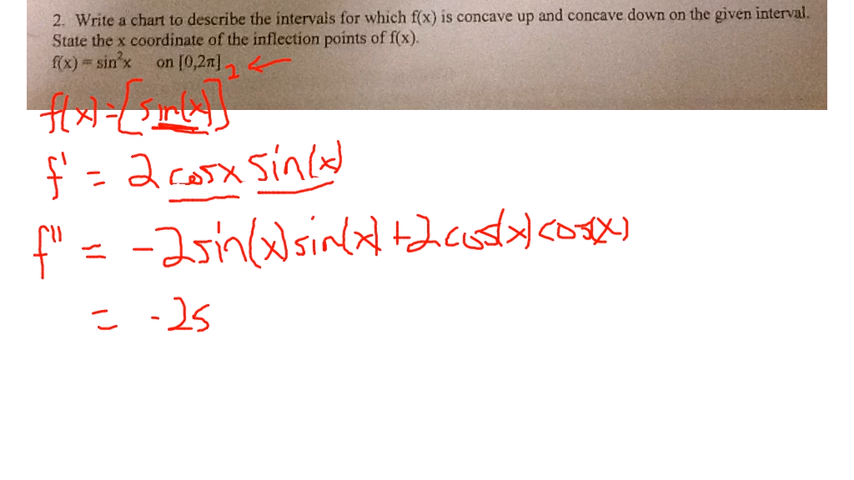 2. Write a chart to describe the intervals for which f(x) is concave up and concave down on the given interval.
State the x coordinate of the inflection points of f(x).
f(x) = sin²x on [0,2π]
f(x) = [sin(x)]² ←
f' = 2 cosx sin(x)
f'' = -2sin(x)sin(x) + 2cos(x)cos(x)
= -2s